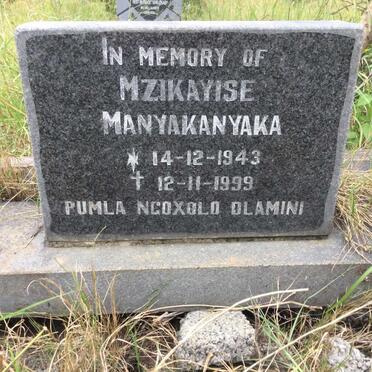 IN MEMORY OF
MZIKAYISE
MANYAKANYAKA
* 14-12-1943
† 12-11-1999
PUMLA NGOXOLO DLAMINI